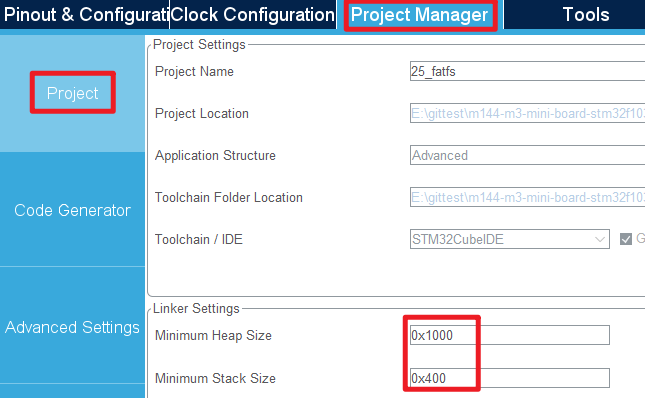 Pinout & Configurati Clock Configuration Project Manager Tools
Project
Code Generator
Advanced Settings
Project Settings
Project Name 25_fatfs
Project Location E:\gittest\m144-m3-mini-board-stm32f10
Application Structure Advanced
Toolchain Folder Location E:\gittest\m144-m3-mini-board-stm32f10
Toolchain / IDE STM32CubeIDE G
Linker Settings
Minimum Heap Size 0x1000
Minimum Stack Size 0x400